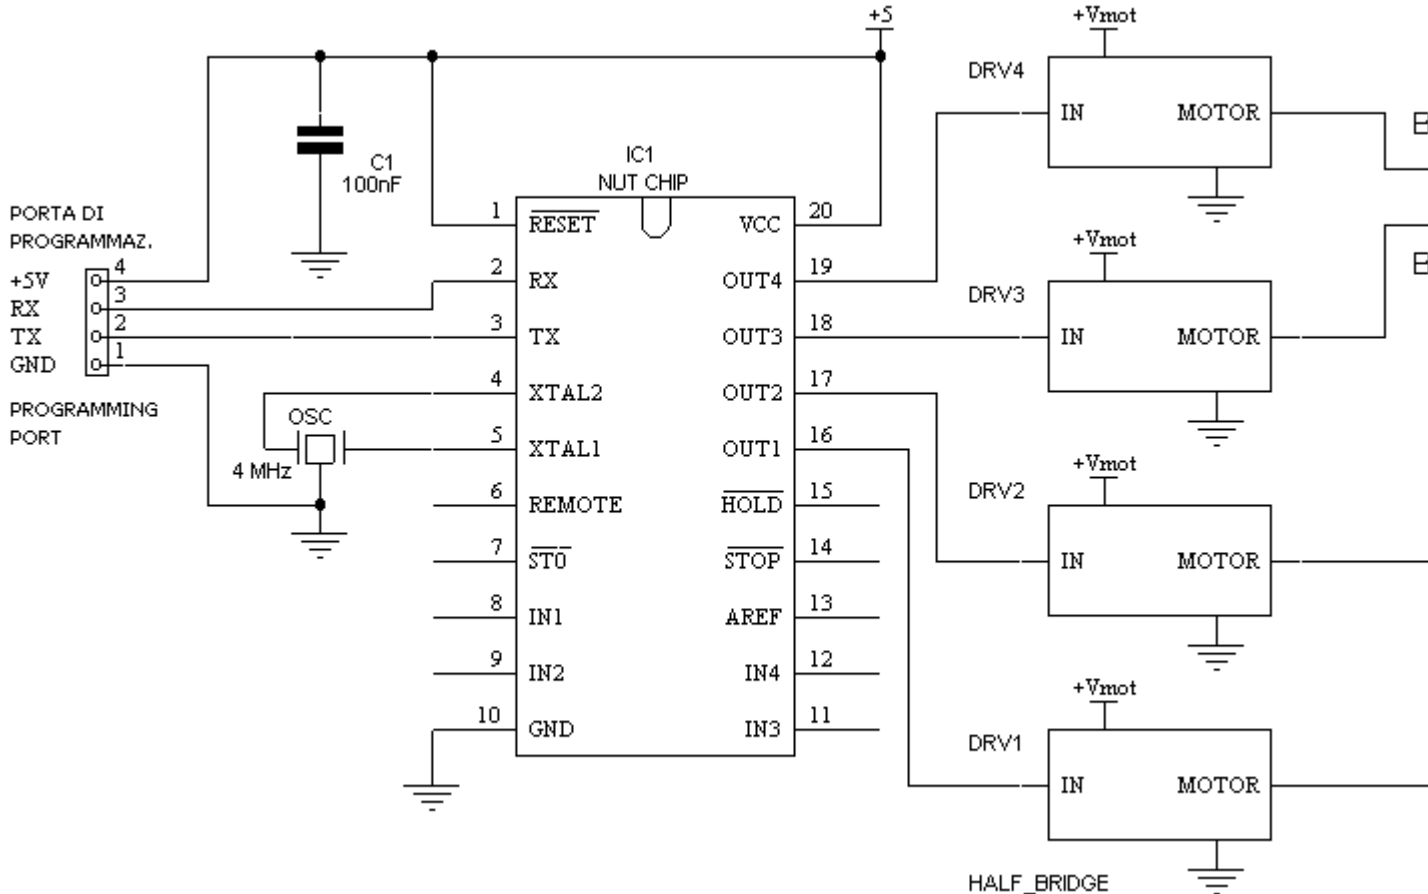 +5
+Vmot
DRV4
IN MOTOR
C1
100nF
IC1
NUT CHIP
PORTA DI
PROGRAMMAZ.
+5V 4
RX 3
TX 2
GND 1
PROGRAMMING
PORT
OSC
4 MHz
1 RESET VCC 20
2 RX OUT4 19
3 TX OUT3 18
4 XTAL2 OUT2 17
5 XTAL1 OUT1 16
6 REMOTE HOLD 15
7 ST0 STOP 14
8 IN1 AREF 13
9 IN2 IN4 12
10 GND IN3 11
+Vmot
DRV3
IN MOTOR
+Vmot
DRV2
IN MOTOR
+Vmot
DRV1
IN MOTOR
HALF_BRIDGE